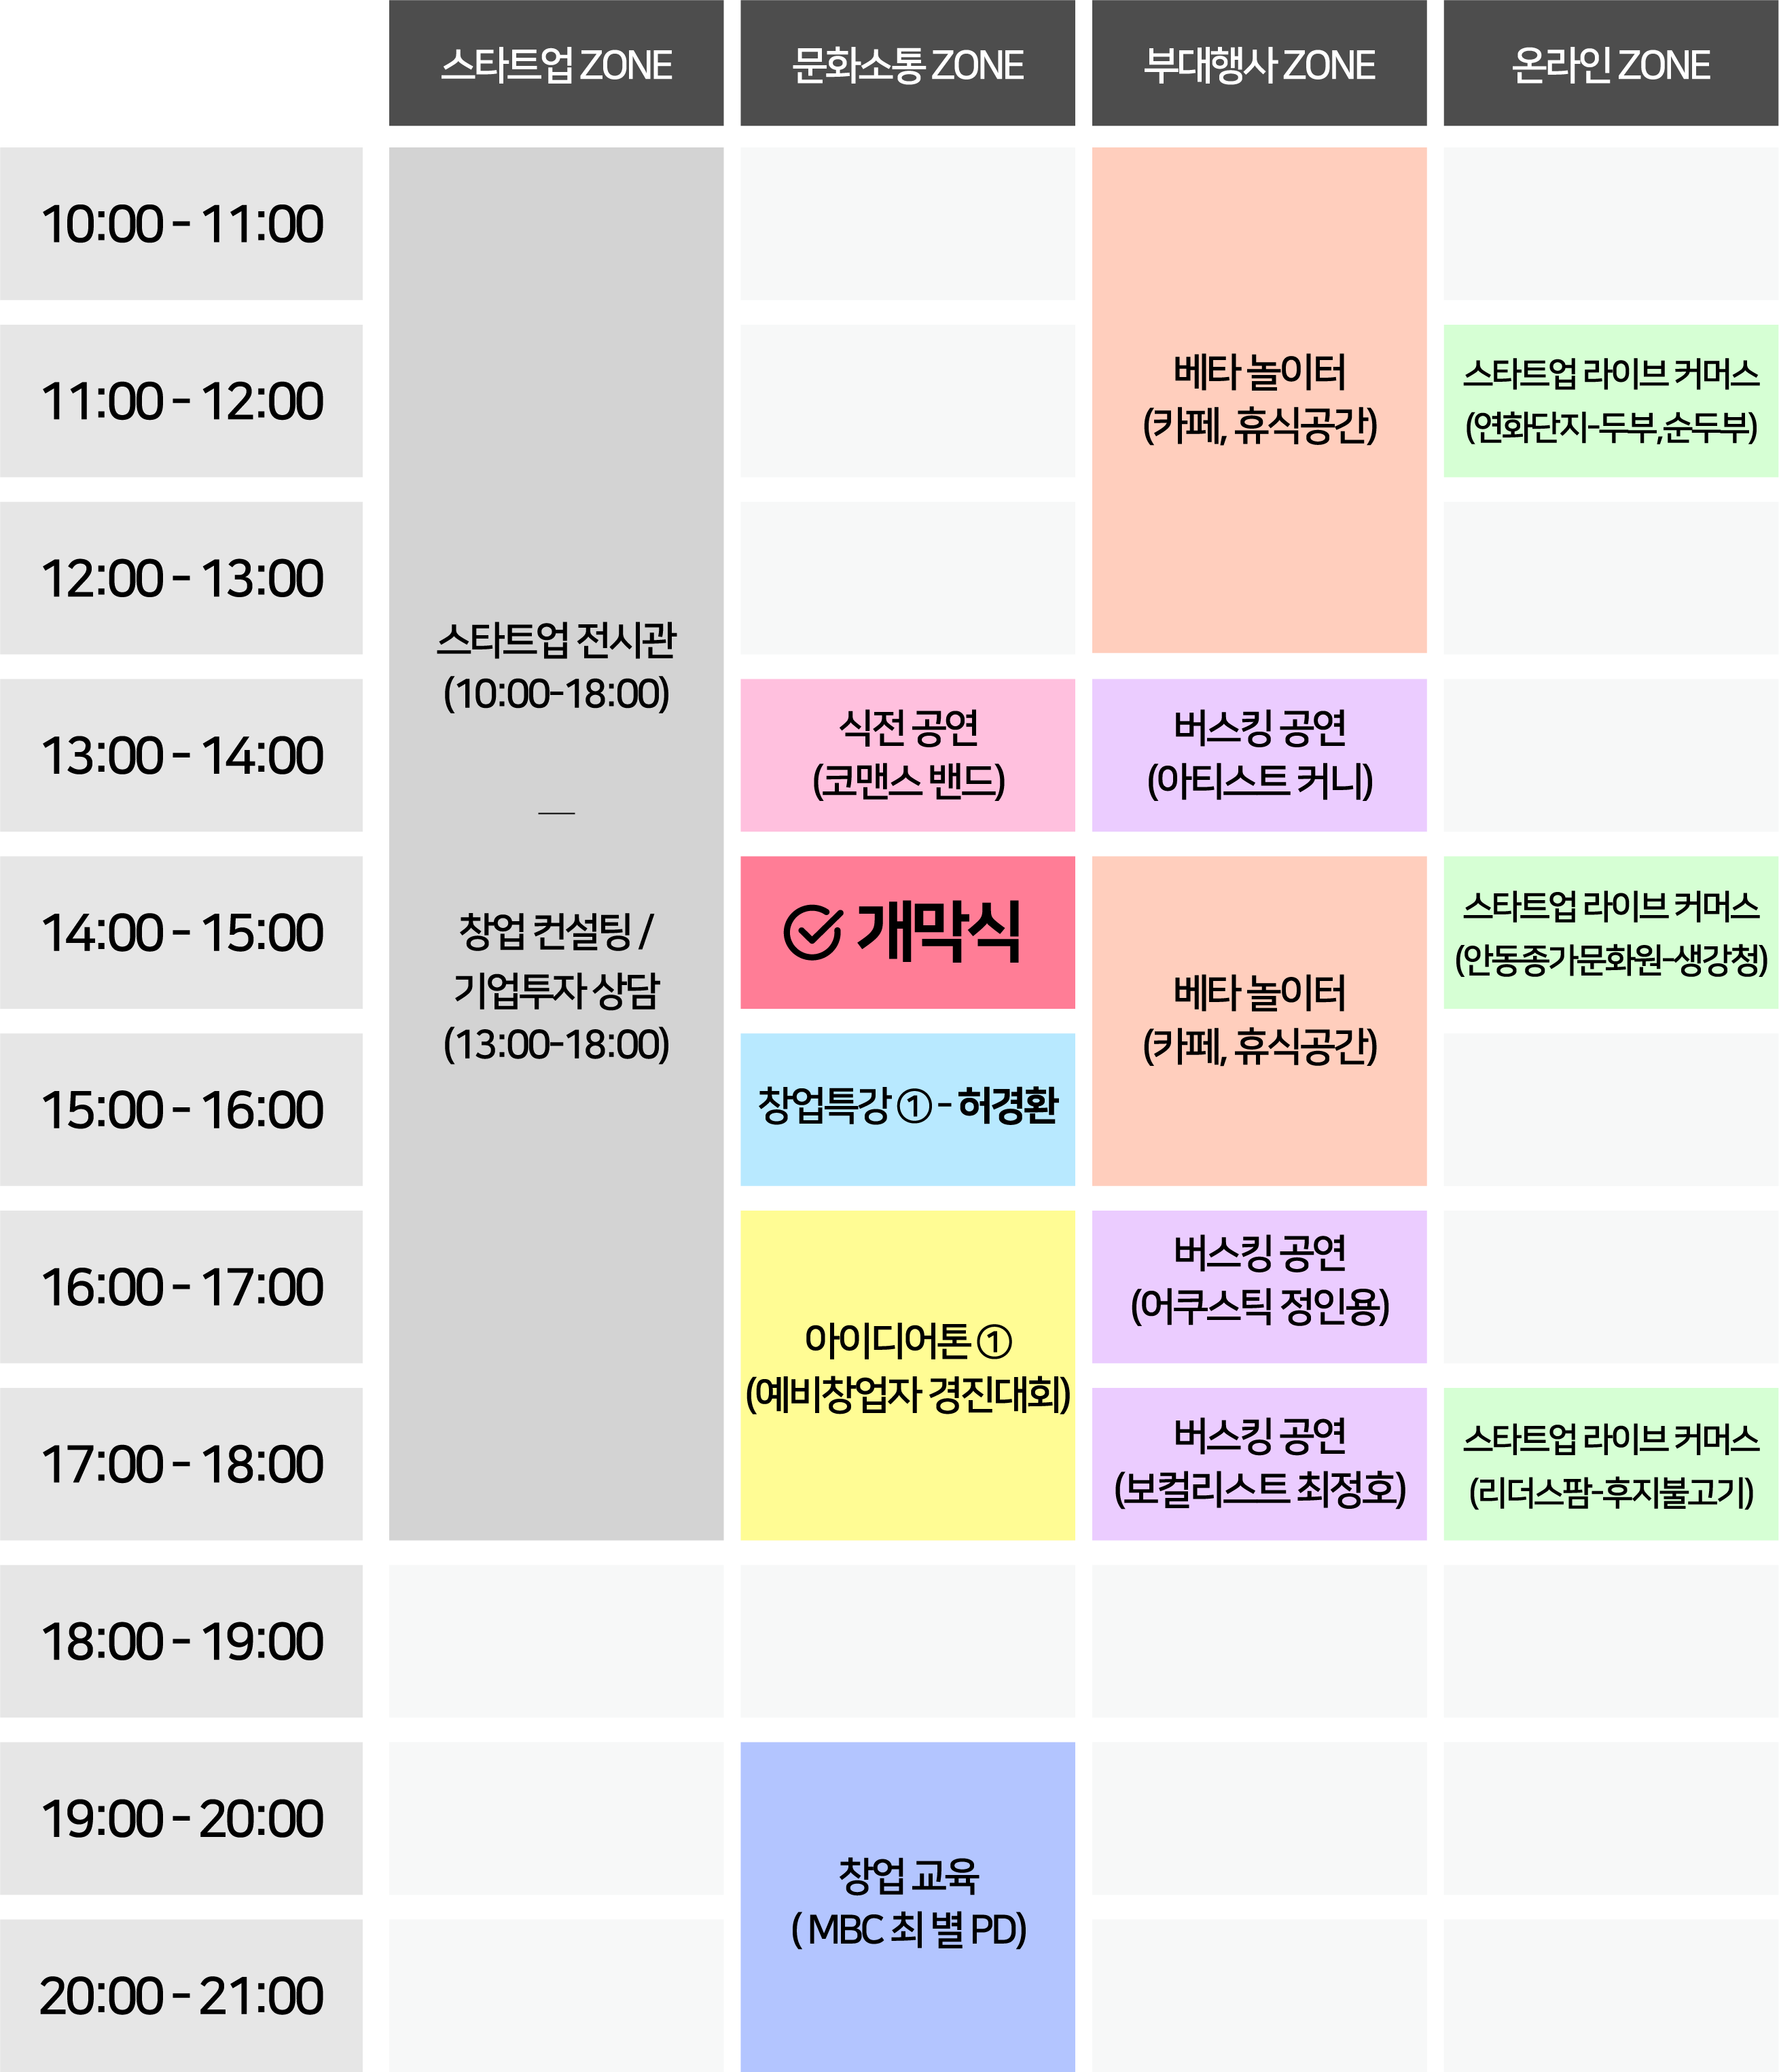 스타트업 ZONE
문화소통 ZONE
부대행사 ZONE
온라인 ZONE
10:00 - 11:00
11:00 - 12:00
베타 놀이터
(카페, 휴식공간)
스타트업 라이브 커머스
(연화단지-두부,순두부)
12:00 - 13:00
스타트업 전시관
(10:00-18:00)
창업 컨설팅 /
기업투자 상담
(13:00-18:00)
13:00 - 14:00
식전 공연
(코맨스 밴드)
버스킹 공연
(아티스트 커니)
14:00 - 15:00
개막식
베타 놀이터
(카페, 휴식공간)
스타트업 라이브 커머스
(안동종가문화원-생강청)
15:00 - 16:00
창업특강 ① - 허경환
16:00 - 17:00
아이디어톤 ①
(예비창업자 경진대회)
버스킹 공연
(어쿠스틱 정인용)
17:00 - 18:00
버스킹 공연
(보컬리스트 최정호)
스타트업 라이브 커머스
(리더스팜-후지불고기)
18:00 - 19:00
19:00 - 20:00
창업 교육
( MBC 최 별 PD)
20:00 - 21:00